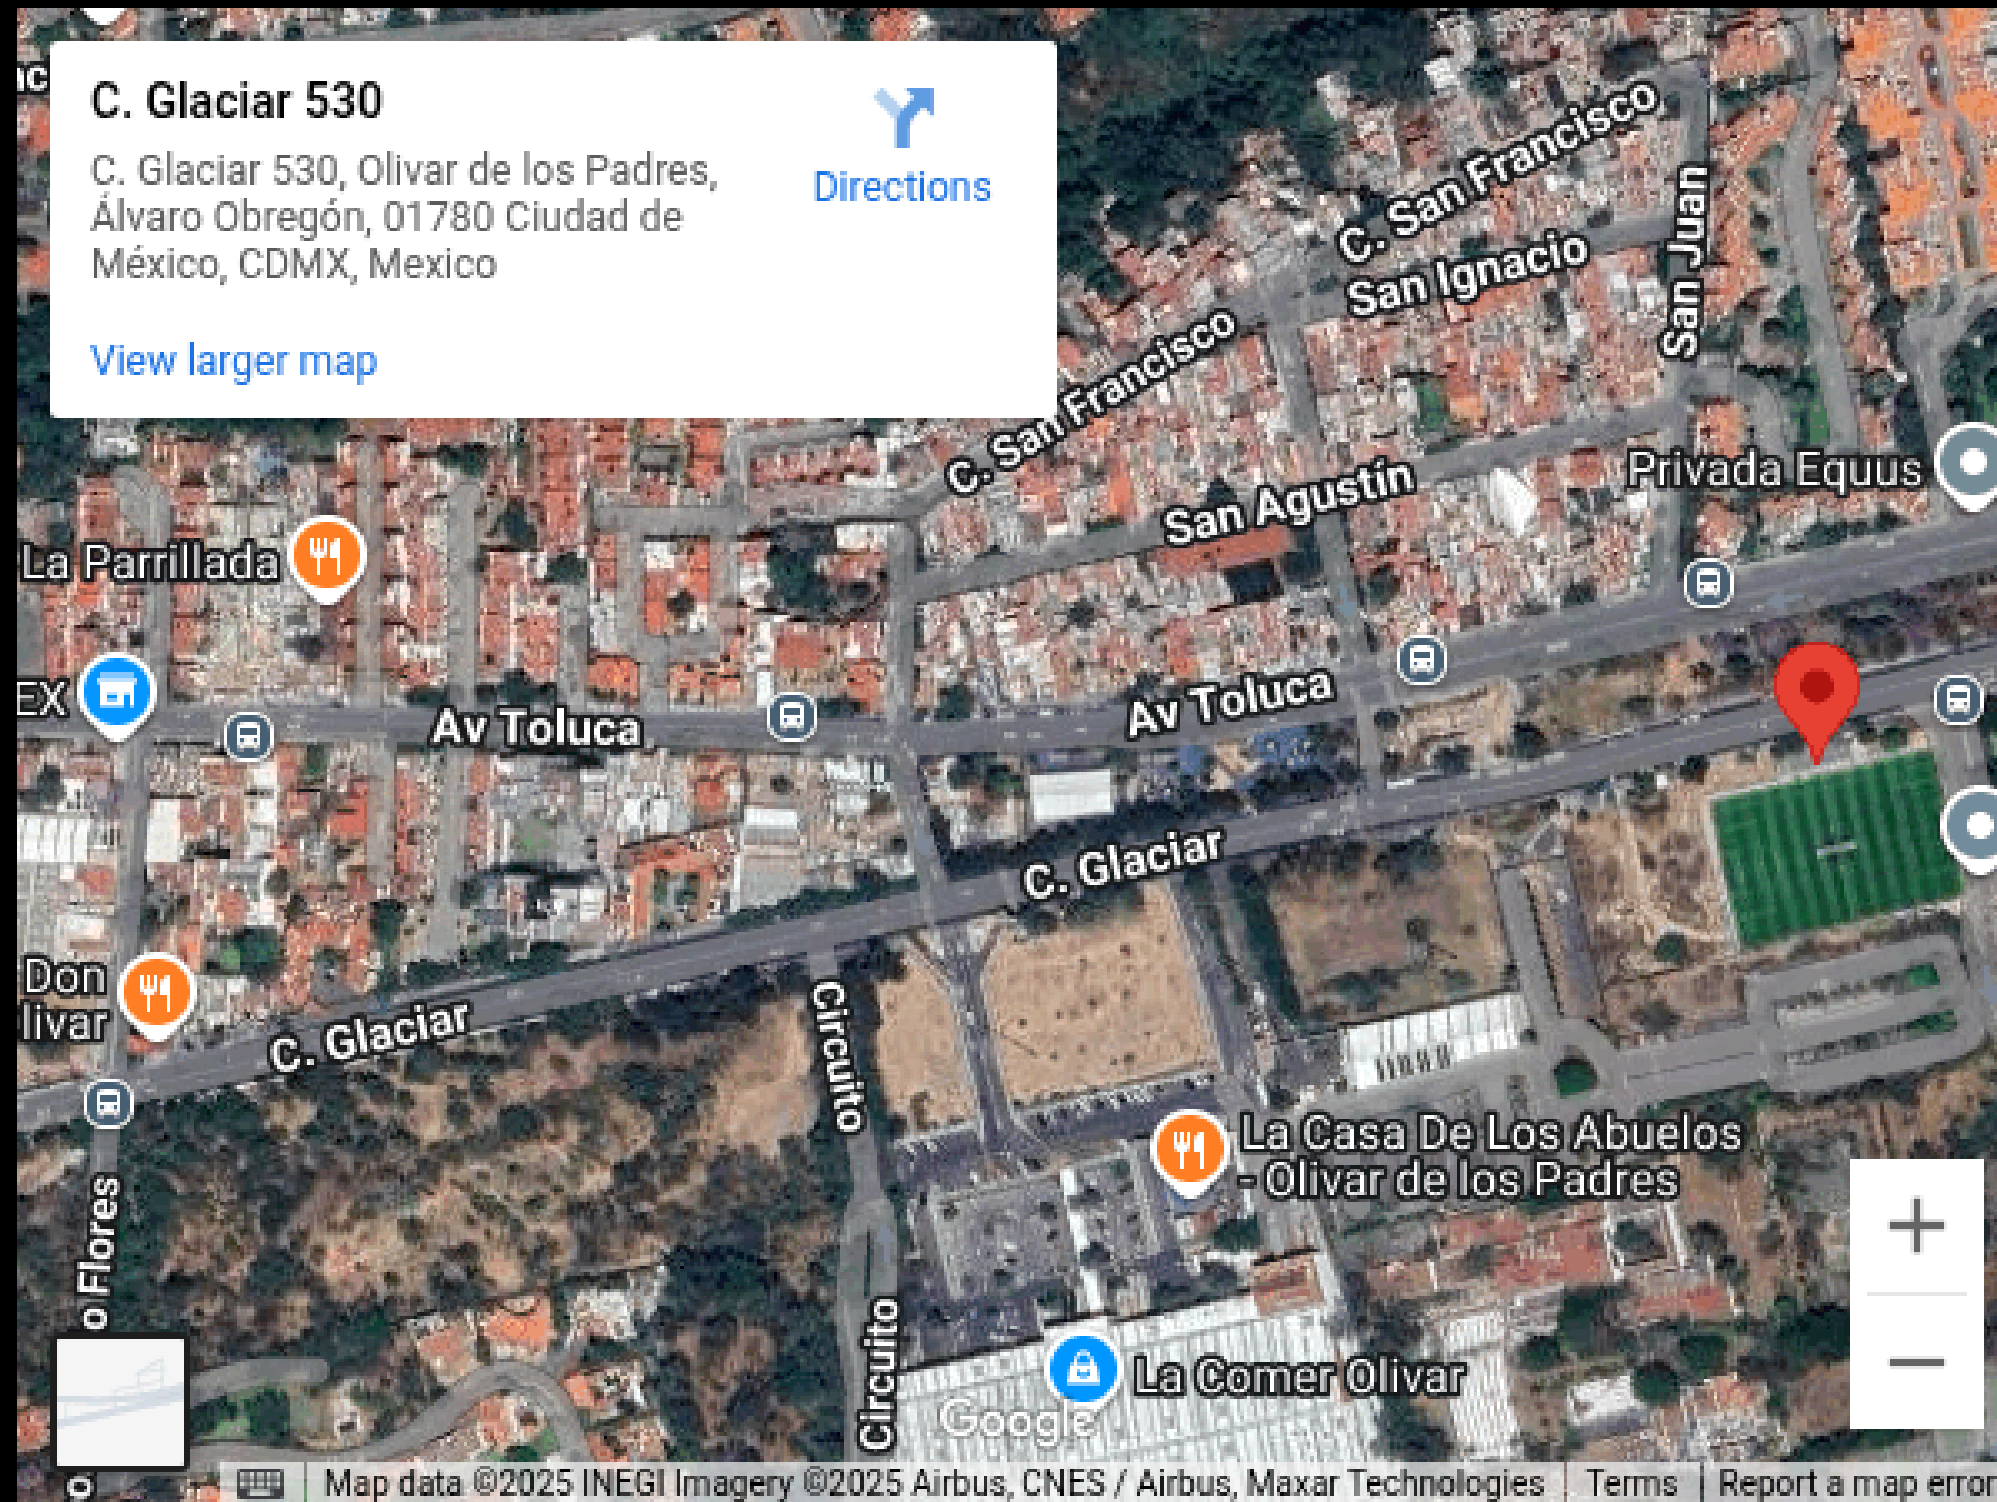 C. Glaciar 530
C. Glaciar 530, Olivar de los Padres,
Álvaro Obregón, 01780 Ciudad de
México, CDMX, Mexico
Directions
View larger map
C. San Francisco
San Ignacio
San Juan
C. San Francisco
San Agustín
Privada Equus
La Parrillada
EX
Av Toluca
Av Toluca
C. Glaciar
Don
livar
C. Glaciar
Circuito
La Casa De Los Abuelos
- Olivar de los Padres
o Flores
Circuito
La Comer Olivar
Google
Map data ©2025 INEGI Imagery ©2025 Airbus, CNES / Airbus, Maxar Technologies
Terms
Report a map error